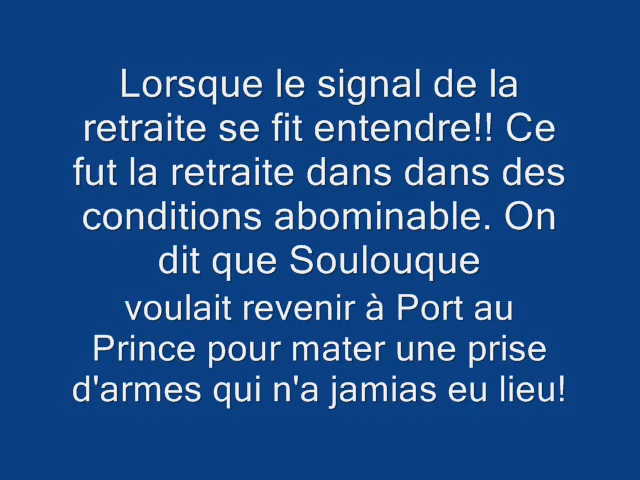 Lorsque le signal de la
retraite se fit entendre!! Ce
fut la retraite dans dans des
conditions abominable. On
dit que Soulouque
voulait revenir à Port au
Prince pour mater une prise
d'armes qui n'a jamias eu lieu!